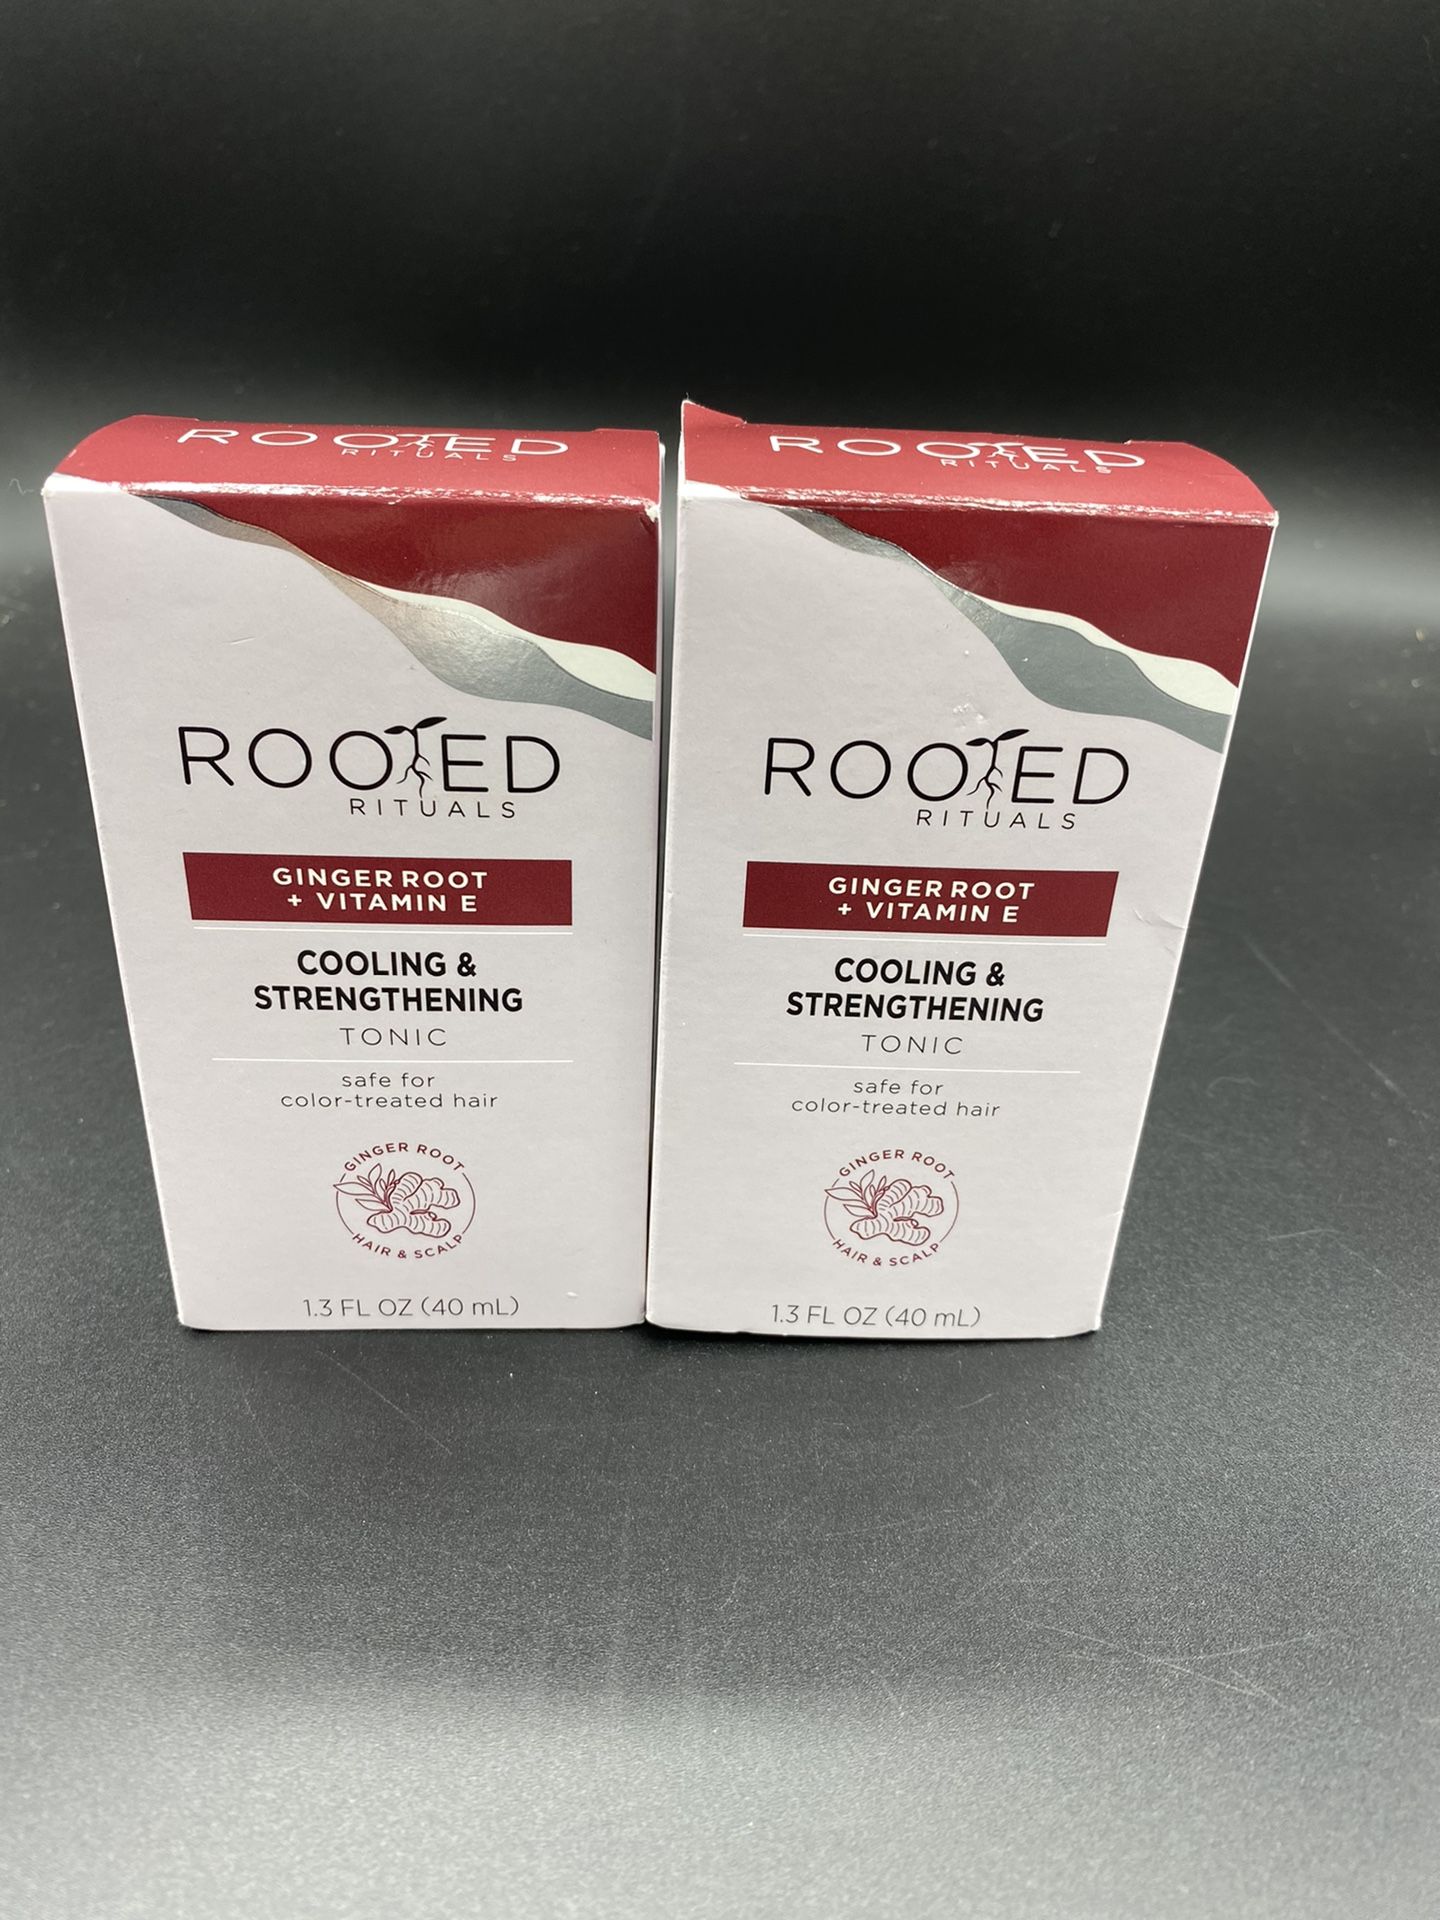 ROOTED
RITUALS
ROOTED
RITUALS
GINGER ROOT
+ VITAMIN E
COOLING &
STRENGTHENING
TONIC
safe for
color-treated hair
GINGER ROOT
HAIR & SCALP
1.3 FL OZ (40 mL)
ROOTED
RITUALS
ROOTED
RITUALS
GINGER ROOT
+ VITAMIN E
COOLING &
STRENGTHENING
TONIC
safe for
color-treated hair
GINGER ROOT
HAIR & SCALP
1.3 FL OZ (40 mL)